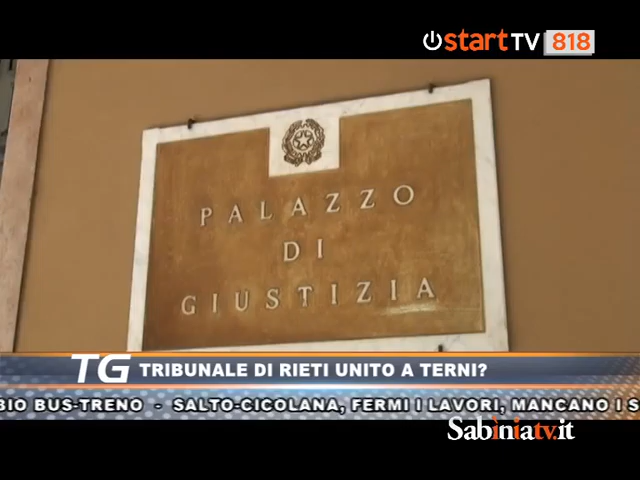 startTV 818
PALAZZO
DI
GIUSTIZIA
TG TRIBUNALE DI RIETI UNITO A TERNI?
BIO BUS-TRENO - SALTO-CICOLANA, FERMI I LAVORI, MANCANO I S
Sabiniatv.it